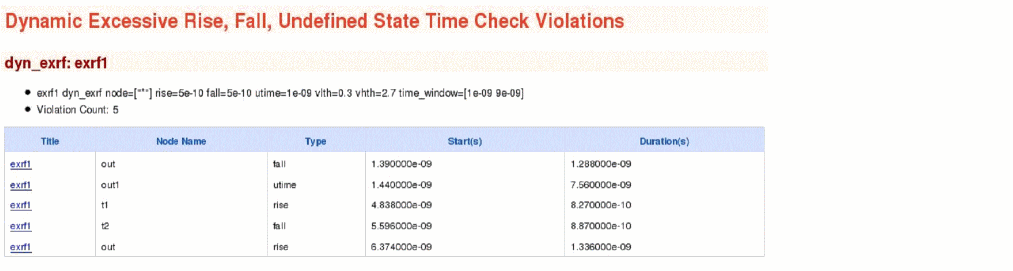 Dynamic Excessive Rise, Fall, Undefined State Time Check Violations
dyn_exrf: exrf1
exrf1 dyn_exrf node=["*"] rise=5e-10 fall=5e-10 utime=1e-09 vlth=0.3 vhth=2.7 time_window=[1e-09 9e-09]
Violation Count: 5
Title Node Name Type Start(s) Duration(s)
exrf1 out fall 1.390000e-09 1.288000e-09
exrf1 out1 utime 1.440000e-09 7.560000e-09
exrf1 t1 rise 4.838000e-09 8.270000e-10
exrf1 t2 fall 5.596000e-09 8.870000e-10
exrf1 out rise 6.374000e-09 1.336000e-09